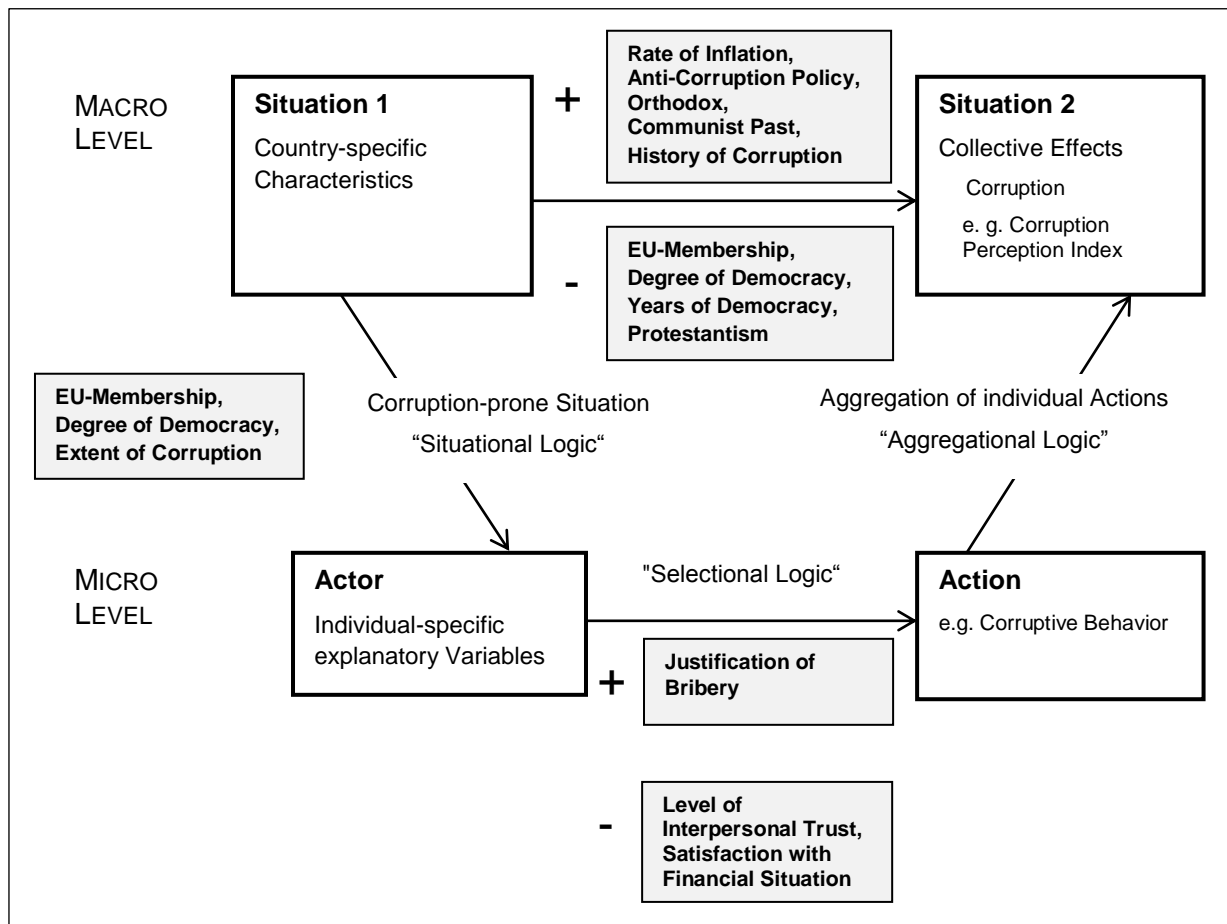 MACRO
LEVEL
Situation 1
Country-specific
Characteristics
+
Rate of Inflation,
Anti-Corruption Policy,
Orthodox,
Communist Past,
History of Corruption
Situation 2
Collective Effects
Corruption
e. g. Corruption
Perception Index
-
EU-Membership,
Degree of Democracy,
Years of Democracy,
Protestantism
EU-Membership,
Degree of Democracy,
Extent of Corruption
Corruption-prone Situation
“Situational Logic“
Aggregation of individual Actions
“Aggregational Logic”
MICRO
LEVEL
Actor
Individual-specific
explanatory Variables
"Selectional Logic“
Action
e.g. Corruptive Behavior
+
Justification of
Bribery
-
Level of
Interpersonal Trust,
Satisfaction with
Financial Situation